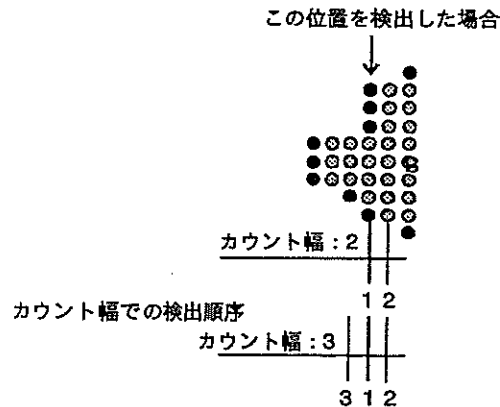 この位置を検出した場合
カウント幅：2
1 2
カウント幅での検出順序
カウント幅：3
3 1 2